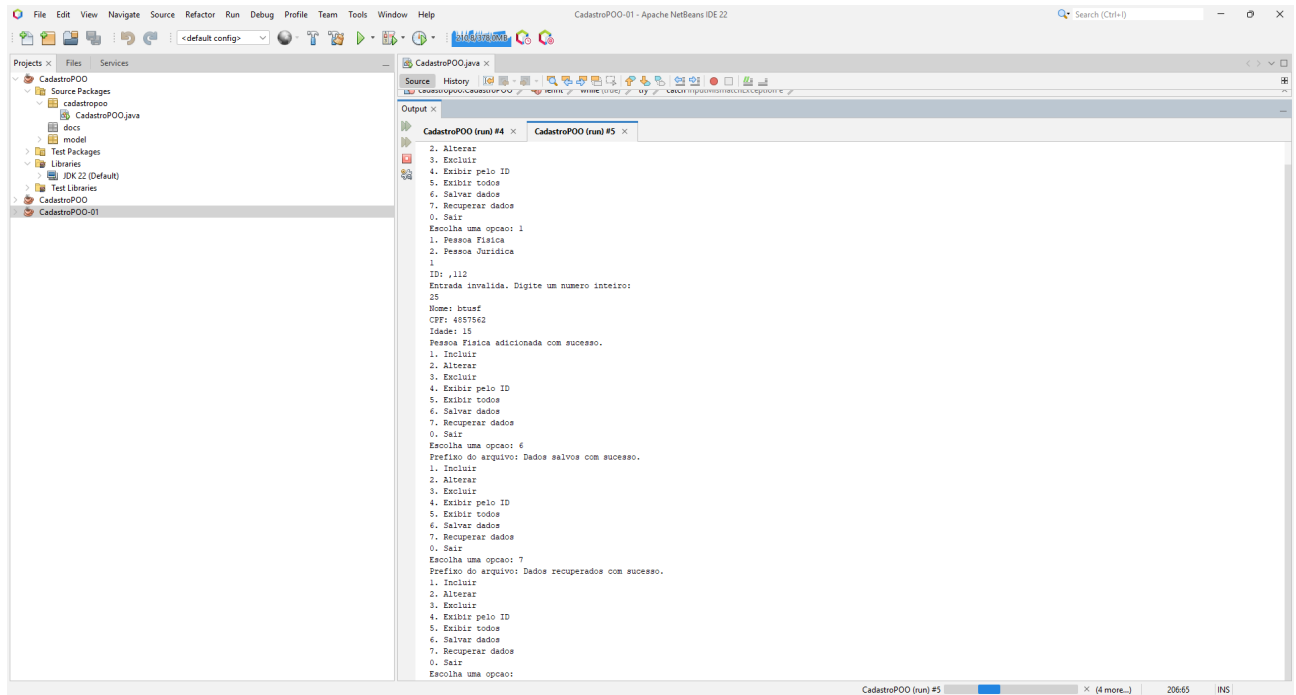 File Edit View Navigate Source Refactor Run Debug Profile Team Tools Window Help
CadastroPOO-01 - Apache NetBeans IDE 22
Search (Ctrl+I)
<default config>
Projects Files Services
CadastroPOO.java
CadastroPOO
Source Packages
cadastropoo
CadastroPOO.java
docs
model
Test Packages
Libraries
JDK 22 (Default)
Test Libraries
CadastroPOO
CadastroPOO-01
Source History
Output
CadastroPOO (run) #4 CadastroPOO (run) #5
2. Alterar
3. Excluir
4. Exibir pelo ID
5. Exibir todos
6. Salvar dados
7. Recuperar dados
0. Sair
Escolha uma opcao: 1
1. Pessoa Fisica
2. Pessoa Juridica
1
ID: ,112
Entrada invalida. Digite um numero inteiro:
25
Nome: btusf
CPF: 4857562
Idade: 15
Pessoa Fisica adicionada com sucesso.
1. Incluir
2. Alterar
3. Excluir
4. Exibir pelo ID
5. Exibir todos
6. Salvar dados
7. Recuperar dados
0. Sair
Escolha uma opcao: 6
Prefixo do arquivo: Dados salvos com sucesso.
1. Incluir
2. Alterar
3. Excluir
4. Exibir pelo ID
5. Exibir todos
6. Salvar dados
7. Recuperar dados
0. Sair
Escolha uma opcao: 7
Prefixo do arquivo: Dados recuperados com sucesso.
1. Incluir
2. Alterar
3. Excluir
4. Exibir pelo ID
5. Exibir todos
6. Salvar dados
7. Recuperar dados
0. Sair
Escolha uma opcao:
CadastroPOO (run) #5 (4 more...) 206:65 INS